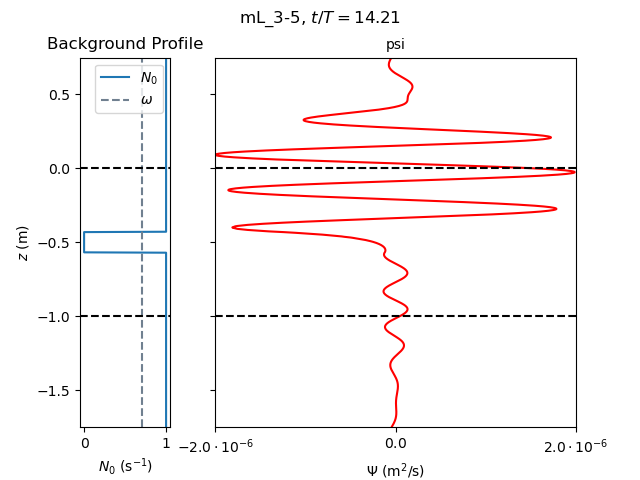 mL_3-5, t/T = 14.21
Background Profile
psi
N₀
ω
0.5
0.0
−0.5
−1.0
−1.5
z (m)
0
1
−2.0 · 10⁻⁶
0.0
2.0 · 10⁻⁶
N₀ (s⁻¹)
Ψ (m²/s)